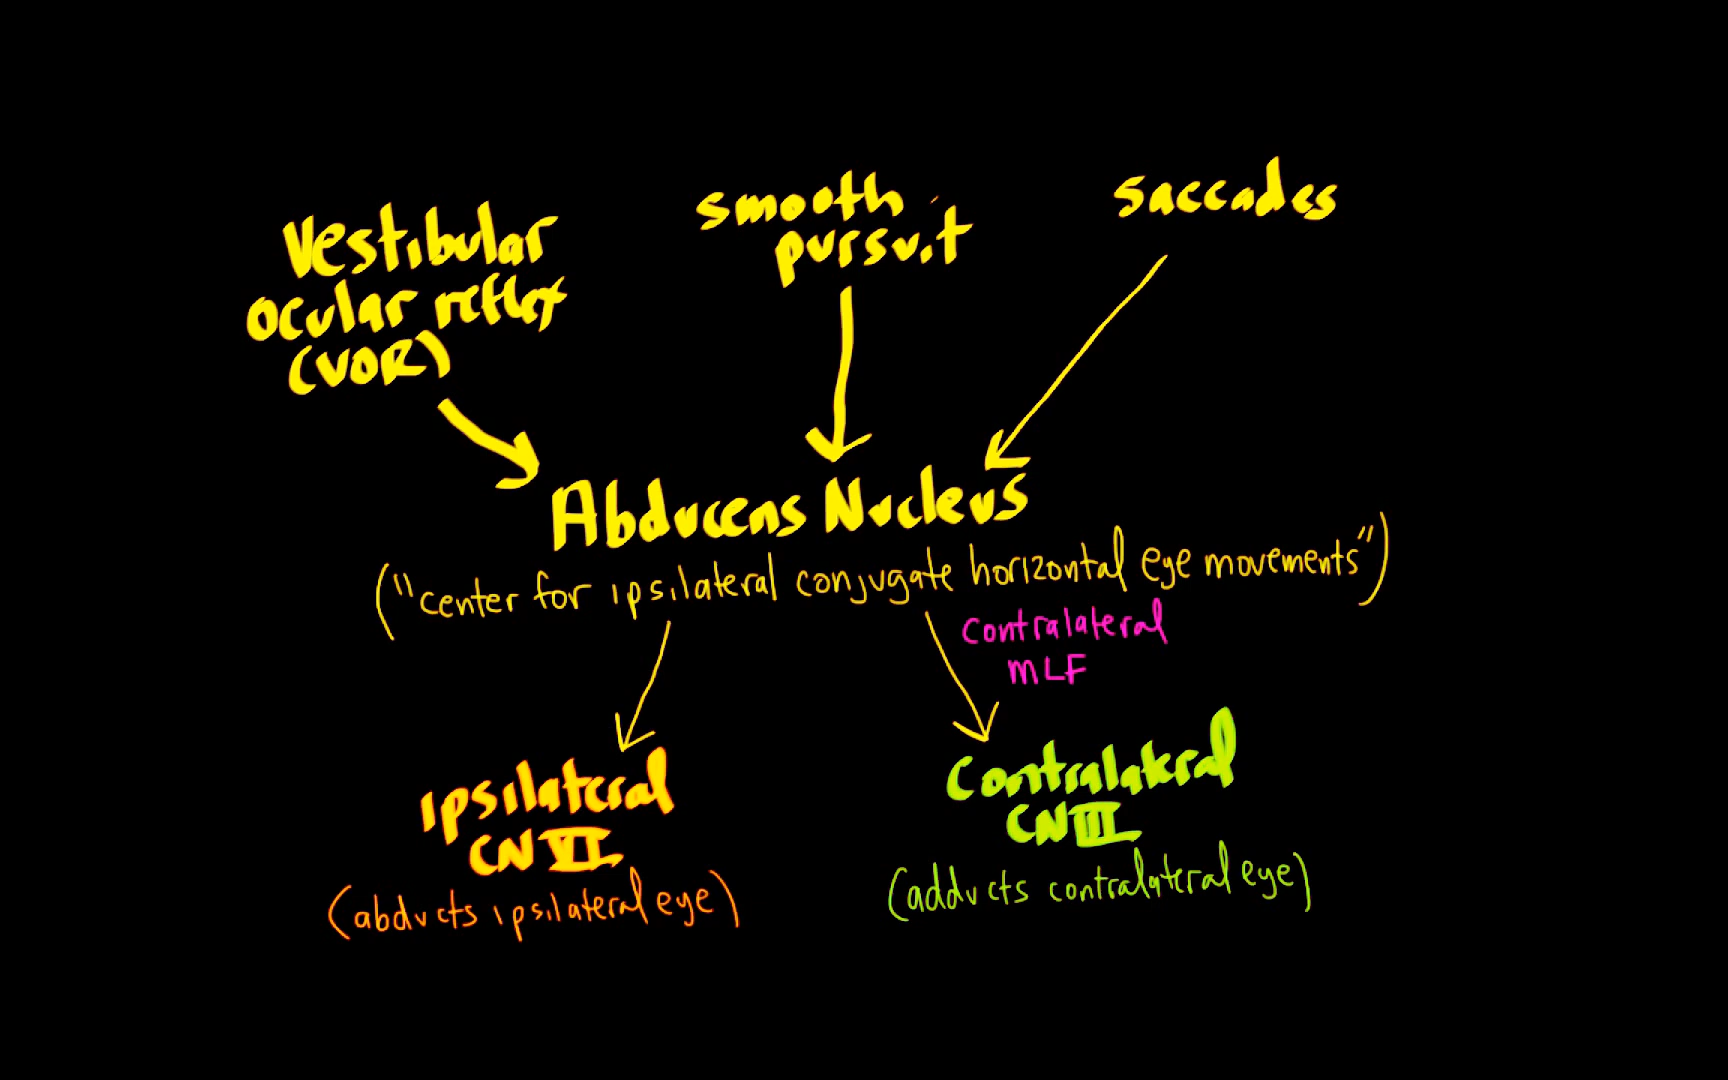 Vestibular
ocular reflex
(VOR)
smooth
pursuit
saccades
Abducens Nucleus
("center for ipsilateral conjugate horizontal eye movements")
contralateral
MLF
ipsilateral
CN VI
(abducts ipsilateral eye)
contralateral
CN III
(adducts contralateral eye)